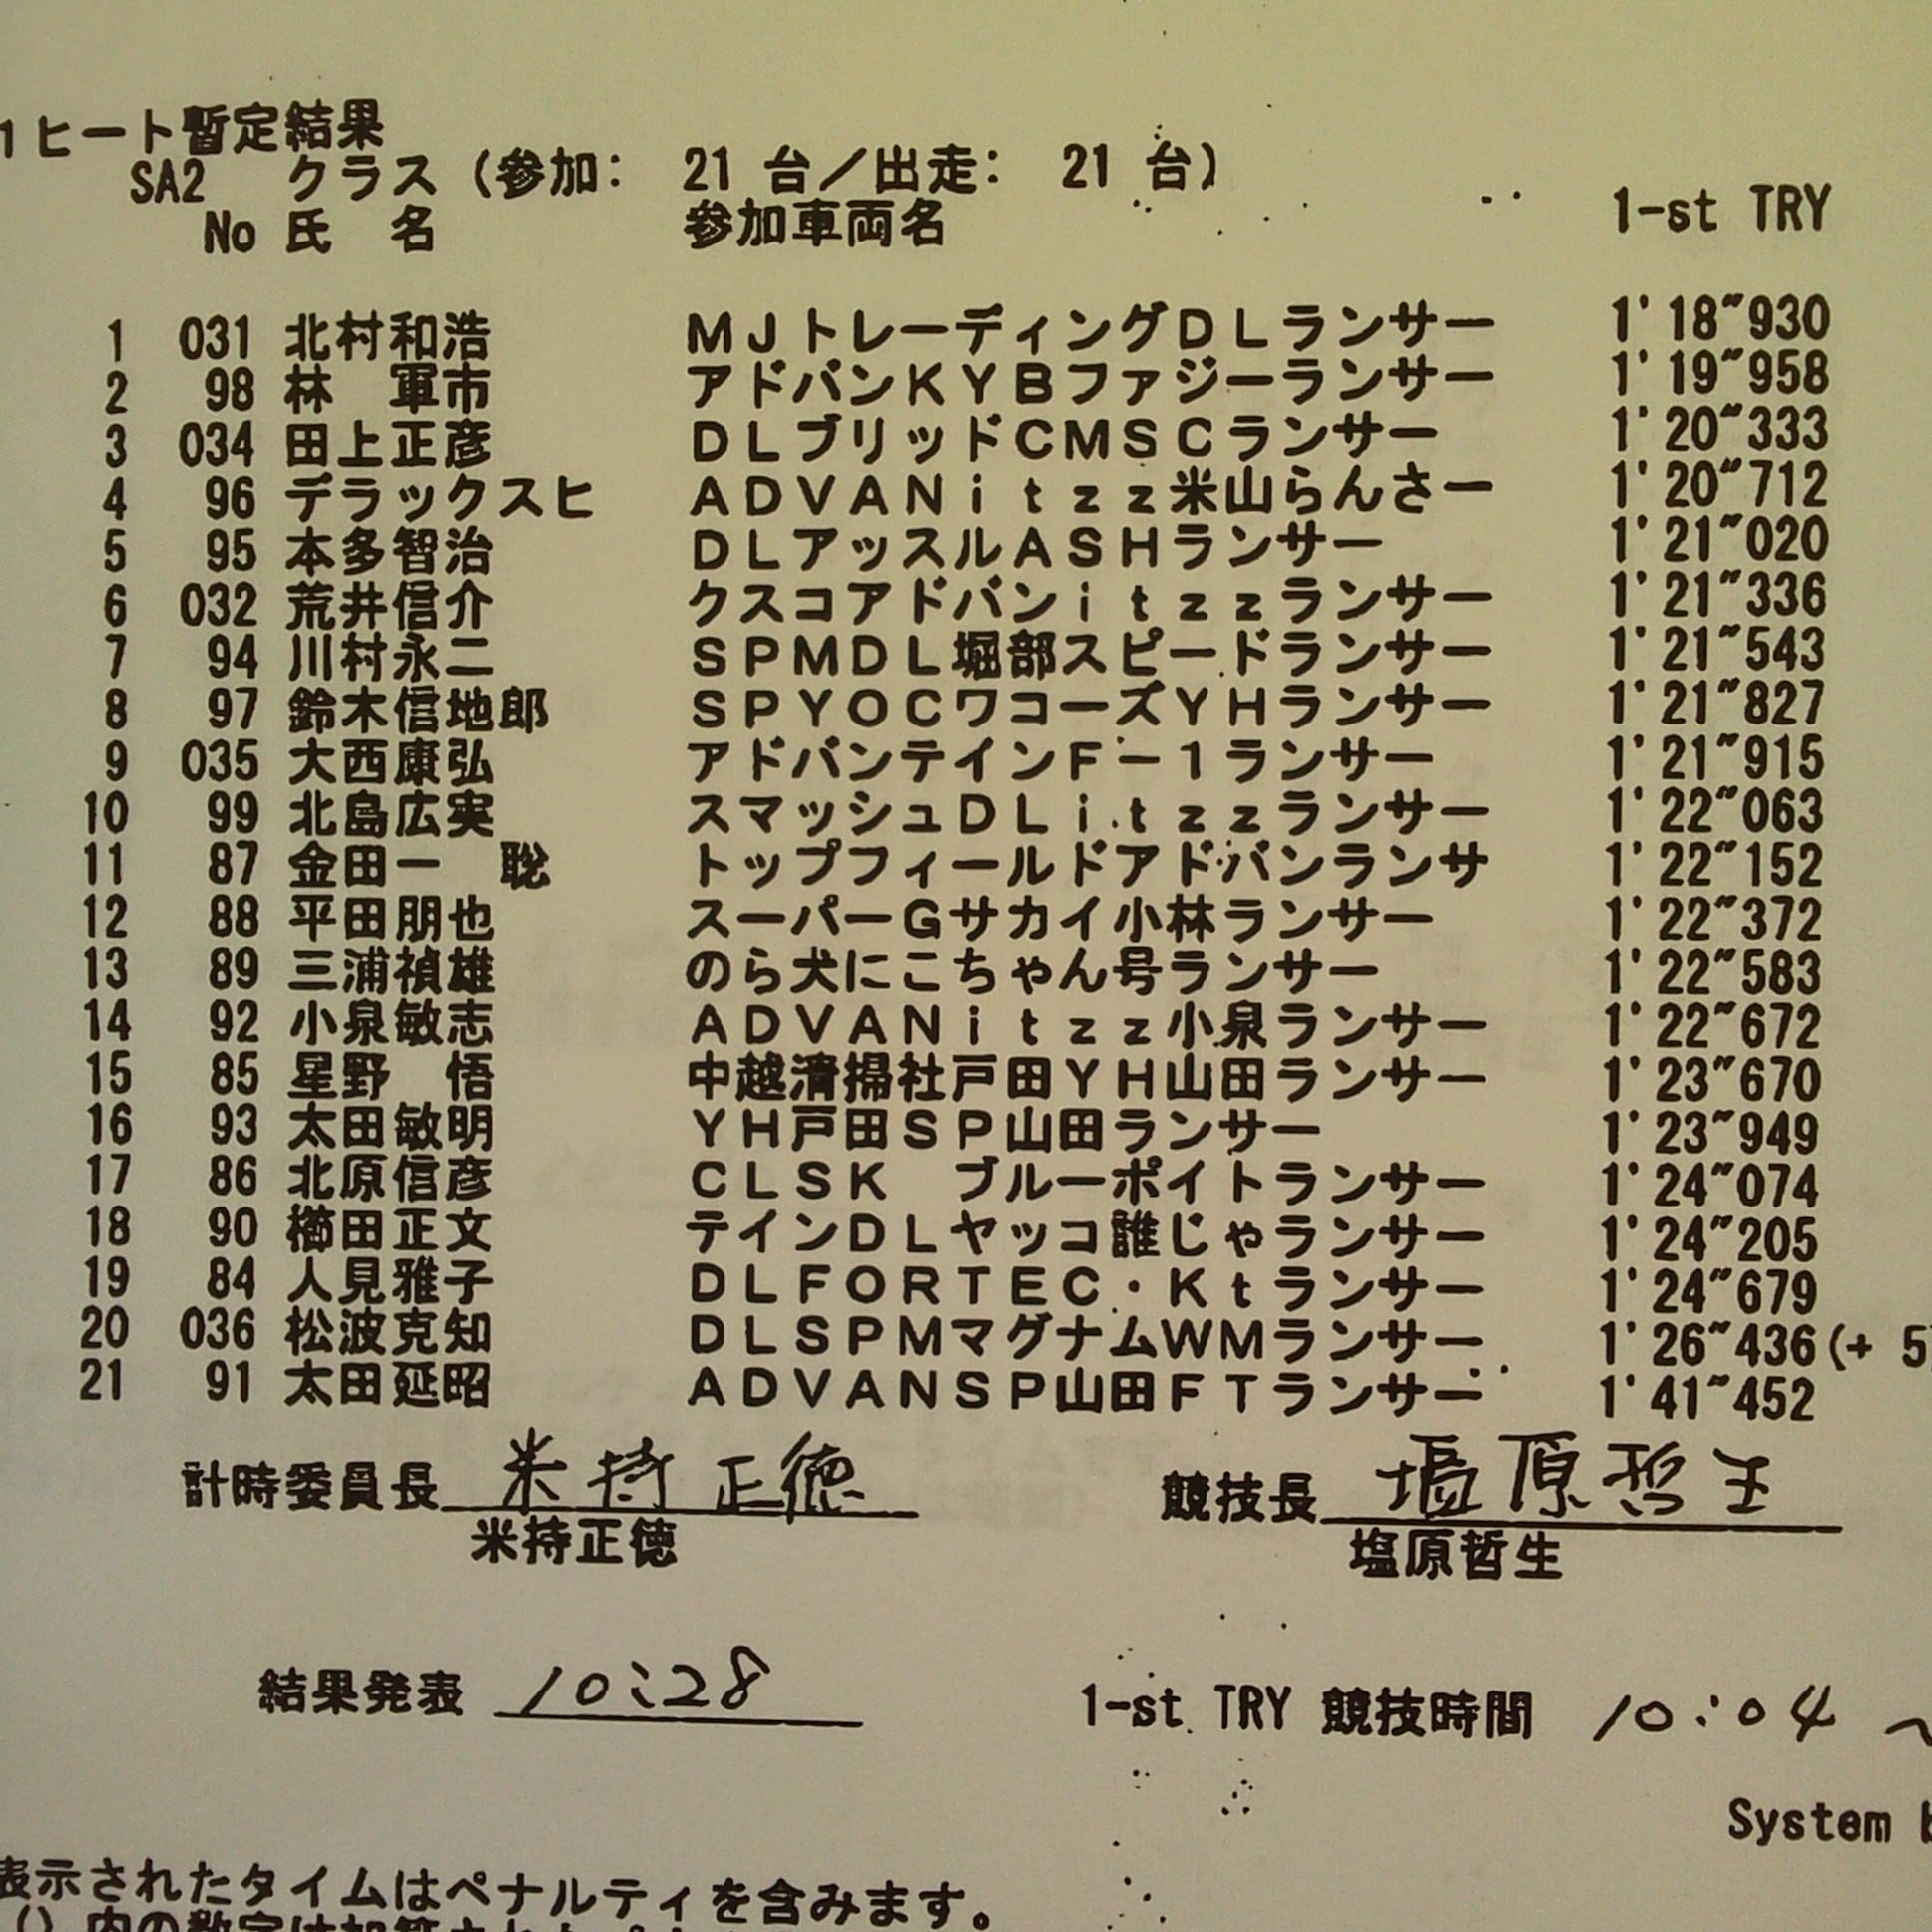 1ヒート暫定結果
SA2 クラス (参加: 21 台/出走: 21 台)
No 氏 名 参加車両名 1-st TRY
1 031 北村和浩 MJトレーディングDLランサー 1'18"930
2 98 林 軍市 アドバンKYBファジーランサー 1'19"958
3 034 田上正彦 DLブリッドCMSCランサー 1'20"333
4 96 デラックスヒ ADVANitzz米山らんさー 1'20"712
5 95 本多智治 DLアッスルASHランサー 1'21"020
6 032 荒井信介 クスコアドバンitzzランサー 1'21"336
7 94 川村永二 SPMDL堀部スピードランサー 1'21"543
8 97 鈴木信地郎 SPYOCワコーズYHランサー 1'21"827
9 035 大西康弘 アドバンテインF-1ランサー 1'21"915
10 99 北島広実 スマッシュDLitzzランサー 1'22"063
11 87 金田一 聡 トップフィールドアドバンランサ 1'22"152
12 88 平田朋也 スーパーGサカイ小林ランサー 1'22"372
13 89 三浦禎雄 のら犬にこちゃん号ランサー 1'22"583
14 92 小泉敏志 ADVANitzz小泉ランサー 1'22"672
15 85 星野 悟 中越清掃社戸田YH山田ランサー 1'23"670
16 93 太田敏明 YH戸田SP山田ランサー 1'23"949
17 86 北原信彦 CLSK ブルーポイトランサー 1'24"074
18 90 櫛田正文 テインDLヤッコ誰じゃランサー 1'24"205
19 84 人見雅子 DLFORTEC・Ktランサー 1'24"679
20 036 松波克知 DLSPMマグナムWMランサー 1'26"436(+ 5
21 91 太田延昭 ADVANSP山田FTランサー 1'41"452
計時委員長 米持正徳 競技長 塩原哲生
米持正徳 塩原哲生
結果発表 10:28 1-st TRY 競技時間 10:04 ~
System
表示されたタイムはペナルティを含みます。